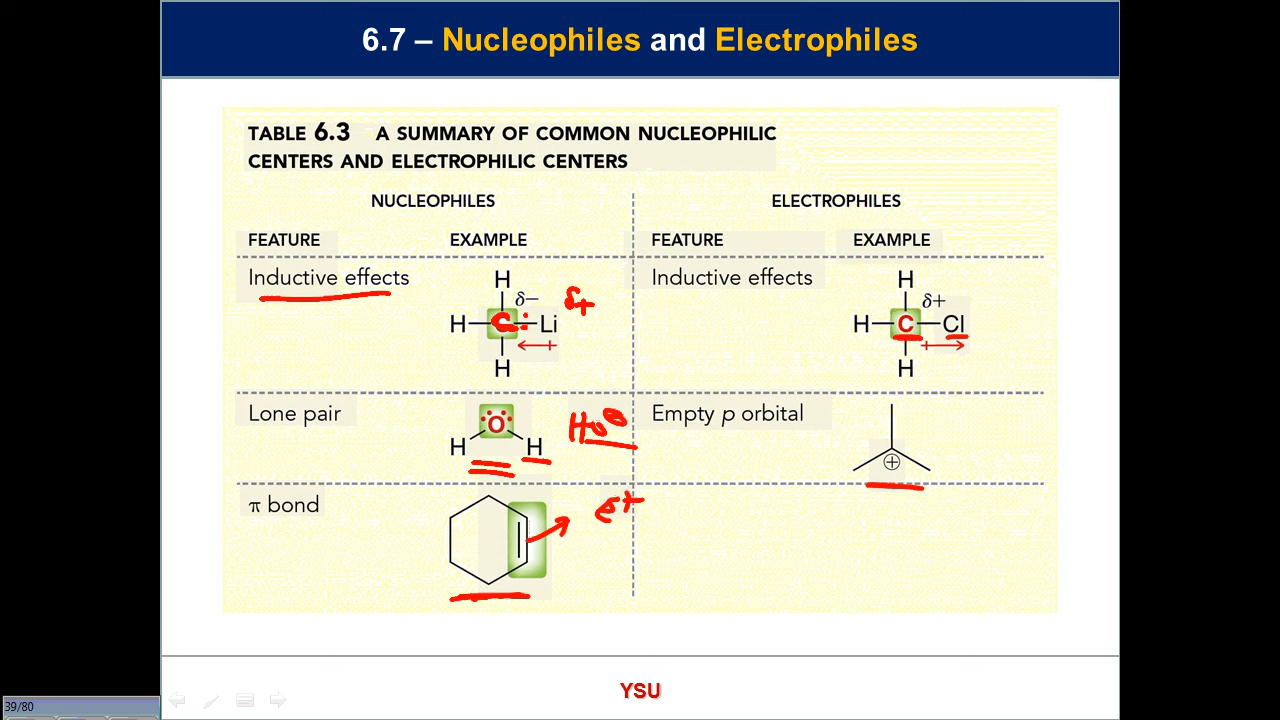 6.7 – Nucleophiles and Electrophiles
TABLE 6.3 A SUMMARY OF COMMON NUCLEOPHILIC
CENTERS AND ELECTROPHILIC CENTERS
NUCLEOPHILES
ELECTROPHILES
FEATURE
EXAMPLE
FEATURE
EXAMPLE
Inductive effects
H
δ−
δ+
H C : Li
H
Inductive effects
H
δ+
H C Cl
H
Lone pair
O
H H
HO⊖
Empty p orbital
⊕
π bond
E+
YSU
39/80